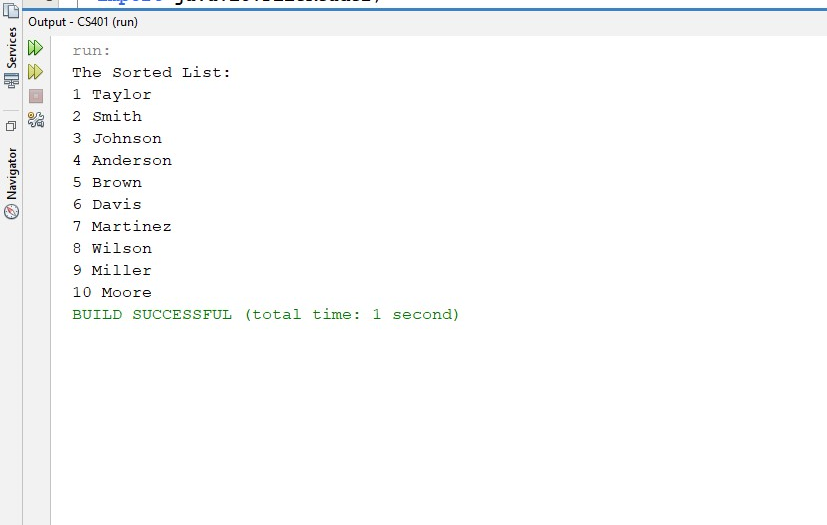 Output - CS401 (run)
Services
Navigator
run:
The Sorted List:
1 Taylor
2 Smith
3 Johnson
4 Anderson
5 Brown
6 Davis
7 Martinez
8 Wilson
9 Miller
10 Moore
BUILD SUCCESSFUL (total time: 1 second)